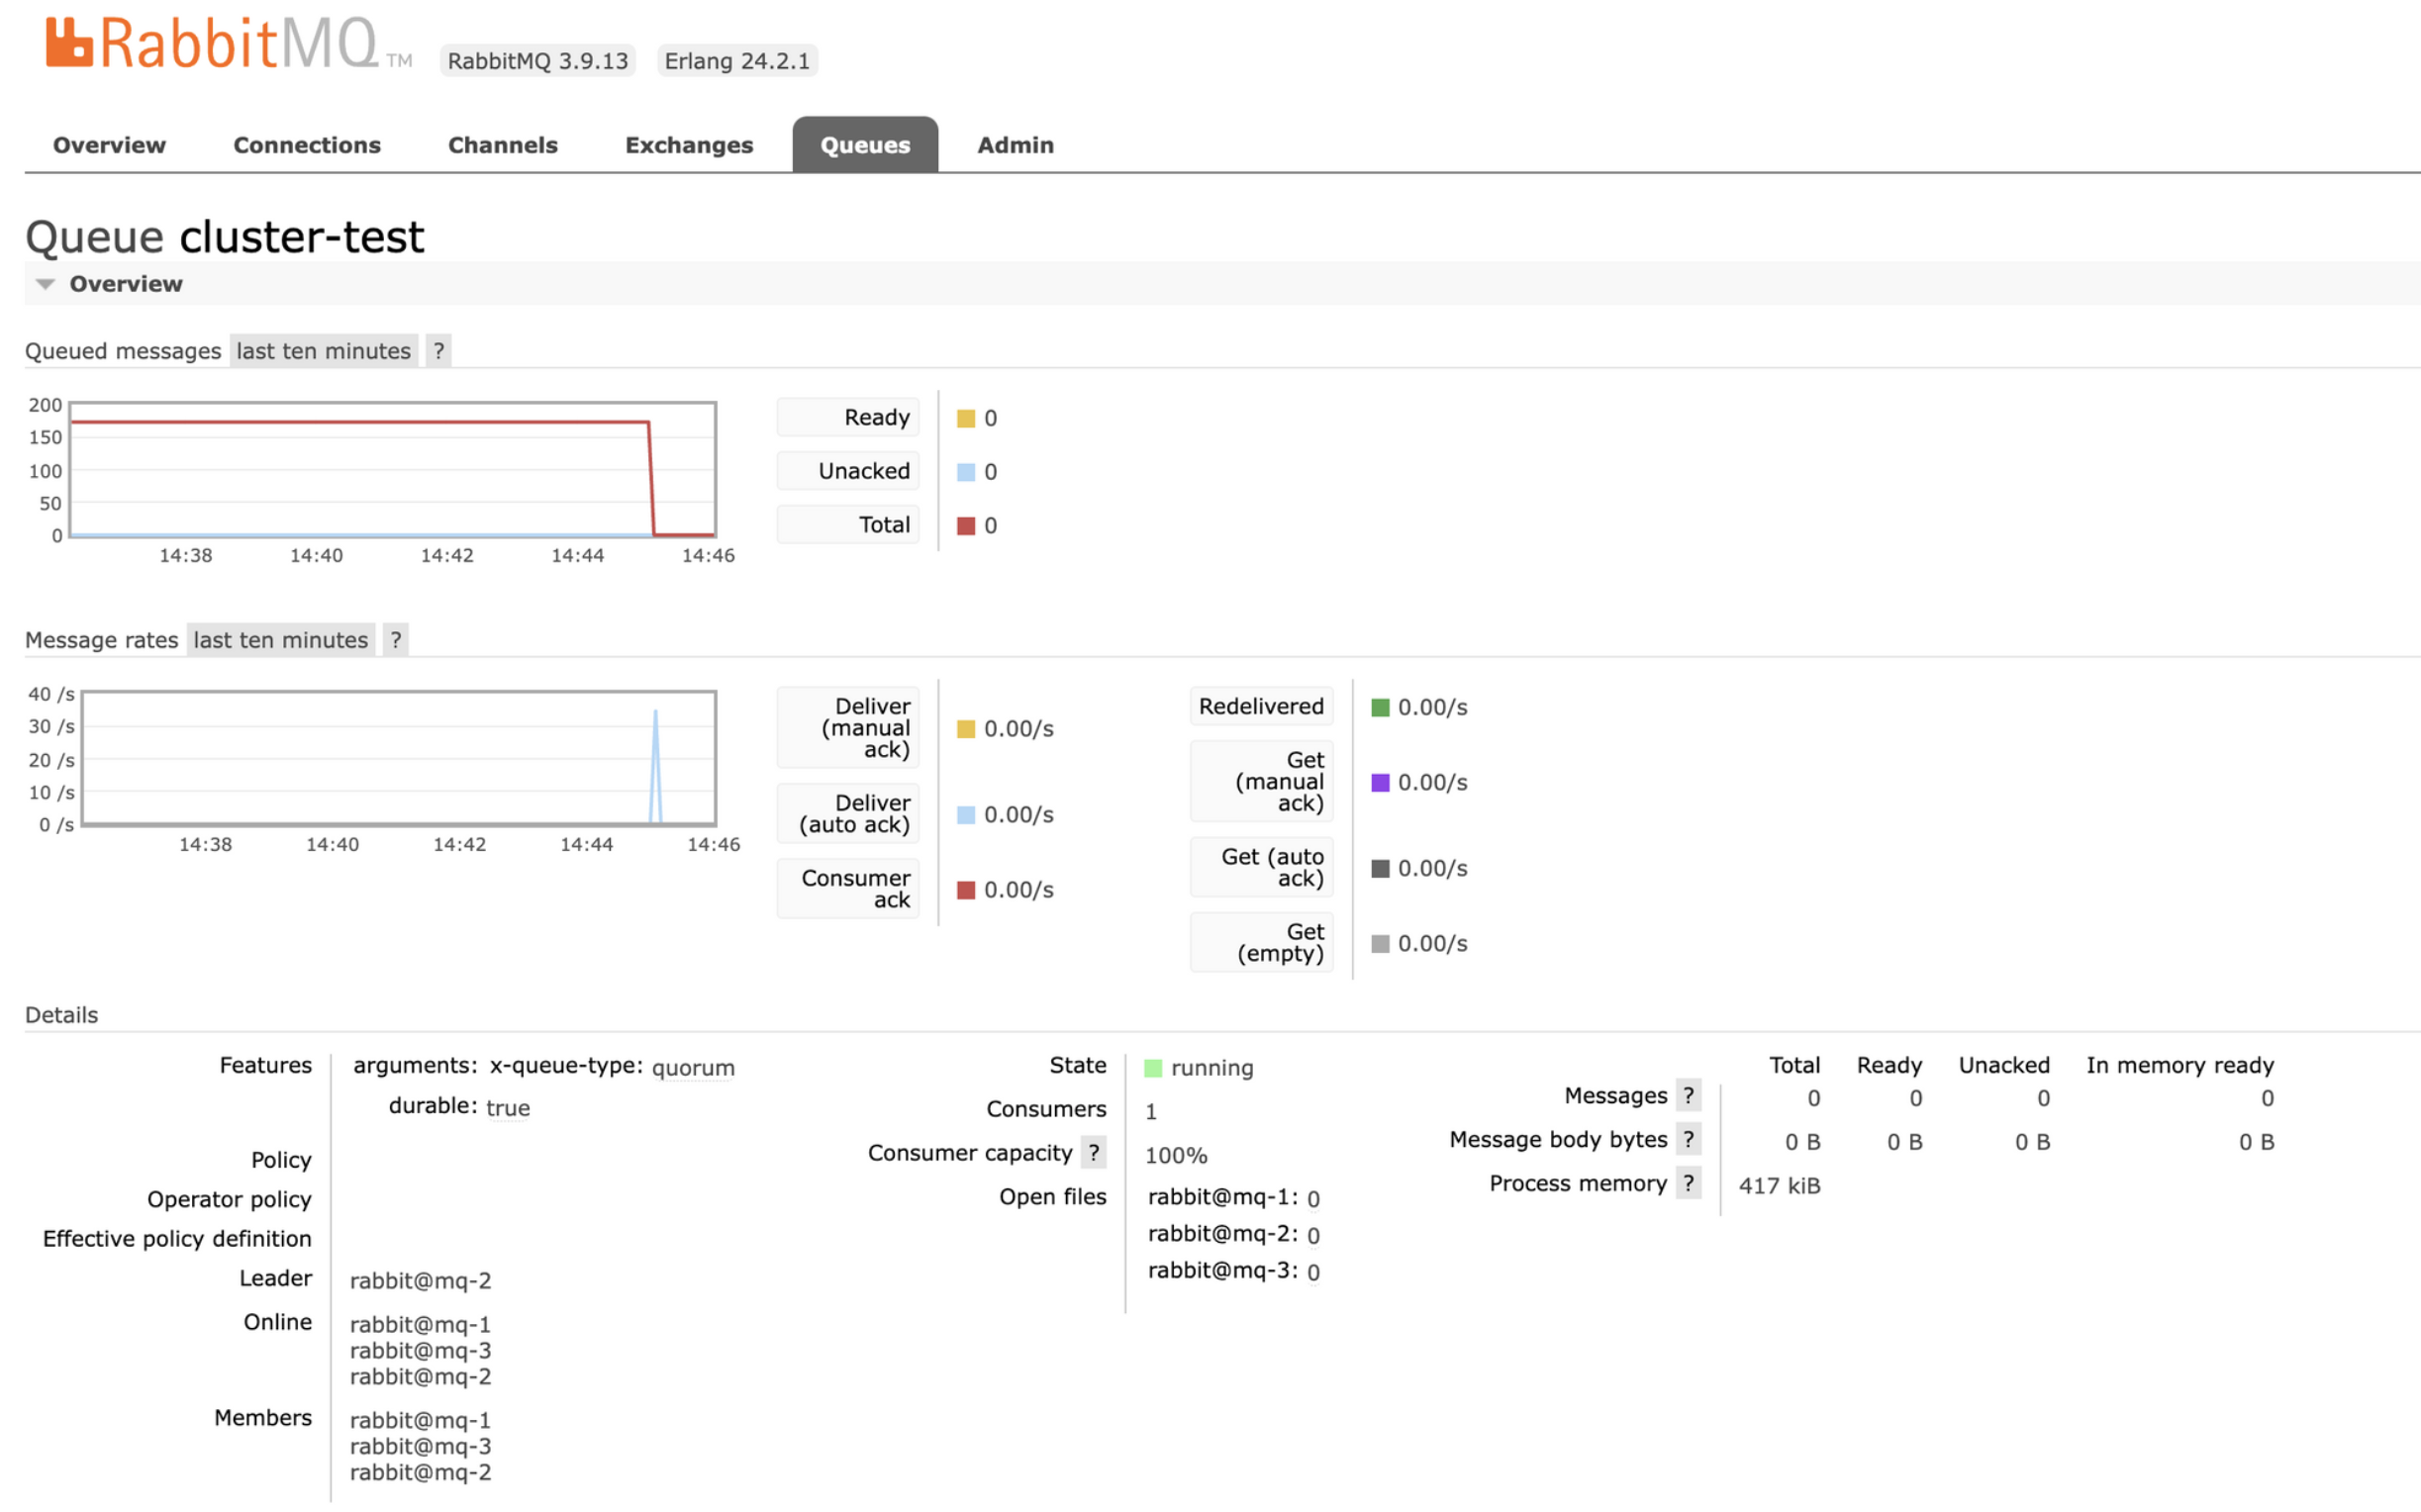 RabbitMQ TM RabbitMQ 3.9.13 Erlang 24.2.1
Overview Connections Channels Exchanges Queues Admin
Queue cluster-test
Overview
Queued messages last ten minutes ?
200
150
100
50
0
14:38 14:40 14:42 14:44 14:46
Ready 0
Unacked 0
Total 0
Message rates last ten minutes ?
40 /s
30 /s
20 /s
10 /s
0 /s
14:38 14:40 14:42 14:44 14:46
Deliver
(manual
ack) 0.00/s
Deliver
(auto ack) 0.00/s
Consumer
ack 0.00/s
Redelivered 0.00/s
Get
(manual
ack) 0.00/s
Get (auto
ack) 0.00/s
Get
(empty) 0.00/s
Details
Features arguments: x-queue-type: quorum
durable: true
Policy
Operator policy
Effective policy definition
Leader rabbit@mq-2
Online rabbit@mq-1
rabbit@mq-3
rabbit@mq-2
Members rabbit@mq-1
rabbit@mq-3
rabbit@mq-2
State running
Consumers 1
Consumer capacity ? 100%
Open files rabbit@mq-1: 0
rabbit@mq-2: 0
rabbit@mq-3: 0
Total Ready Unacked In memory ready
Messages ? 0 0 0 0
Message body bytes ? 0 B 0 B 0 B 0 B
Process memory ? 417 kiB